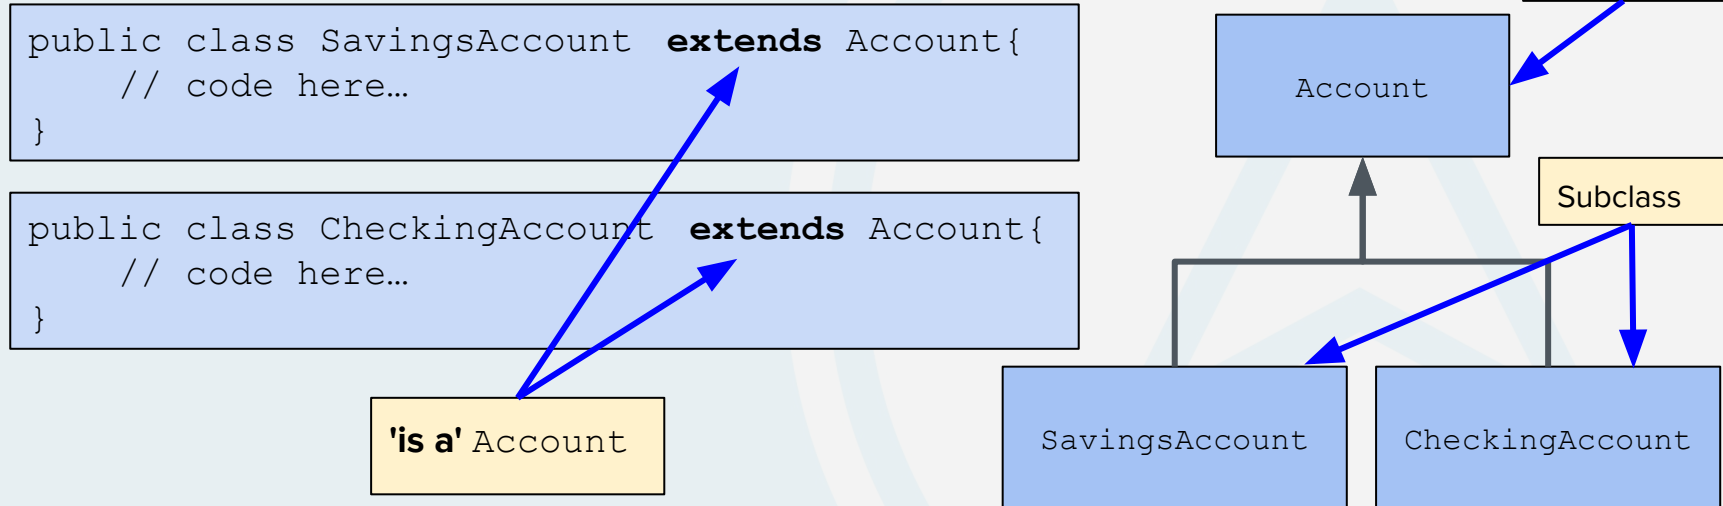 public class SavingsAccount extends Account{
// code here…
}
public class CheckingAccount extends Account{
// code here…
}
'is a' Account
Account
Subclass
SavingsAccount
CheckingAccount